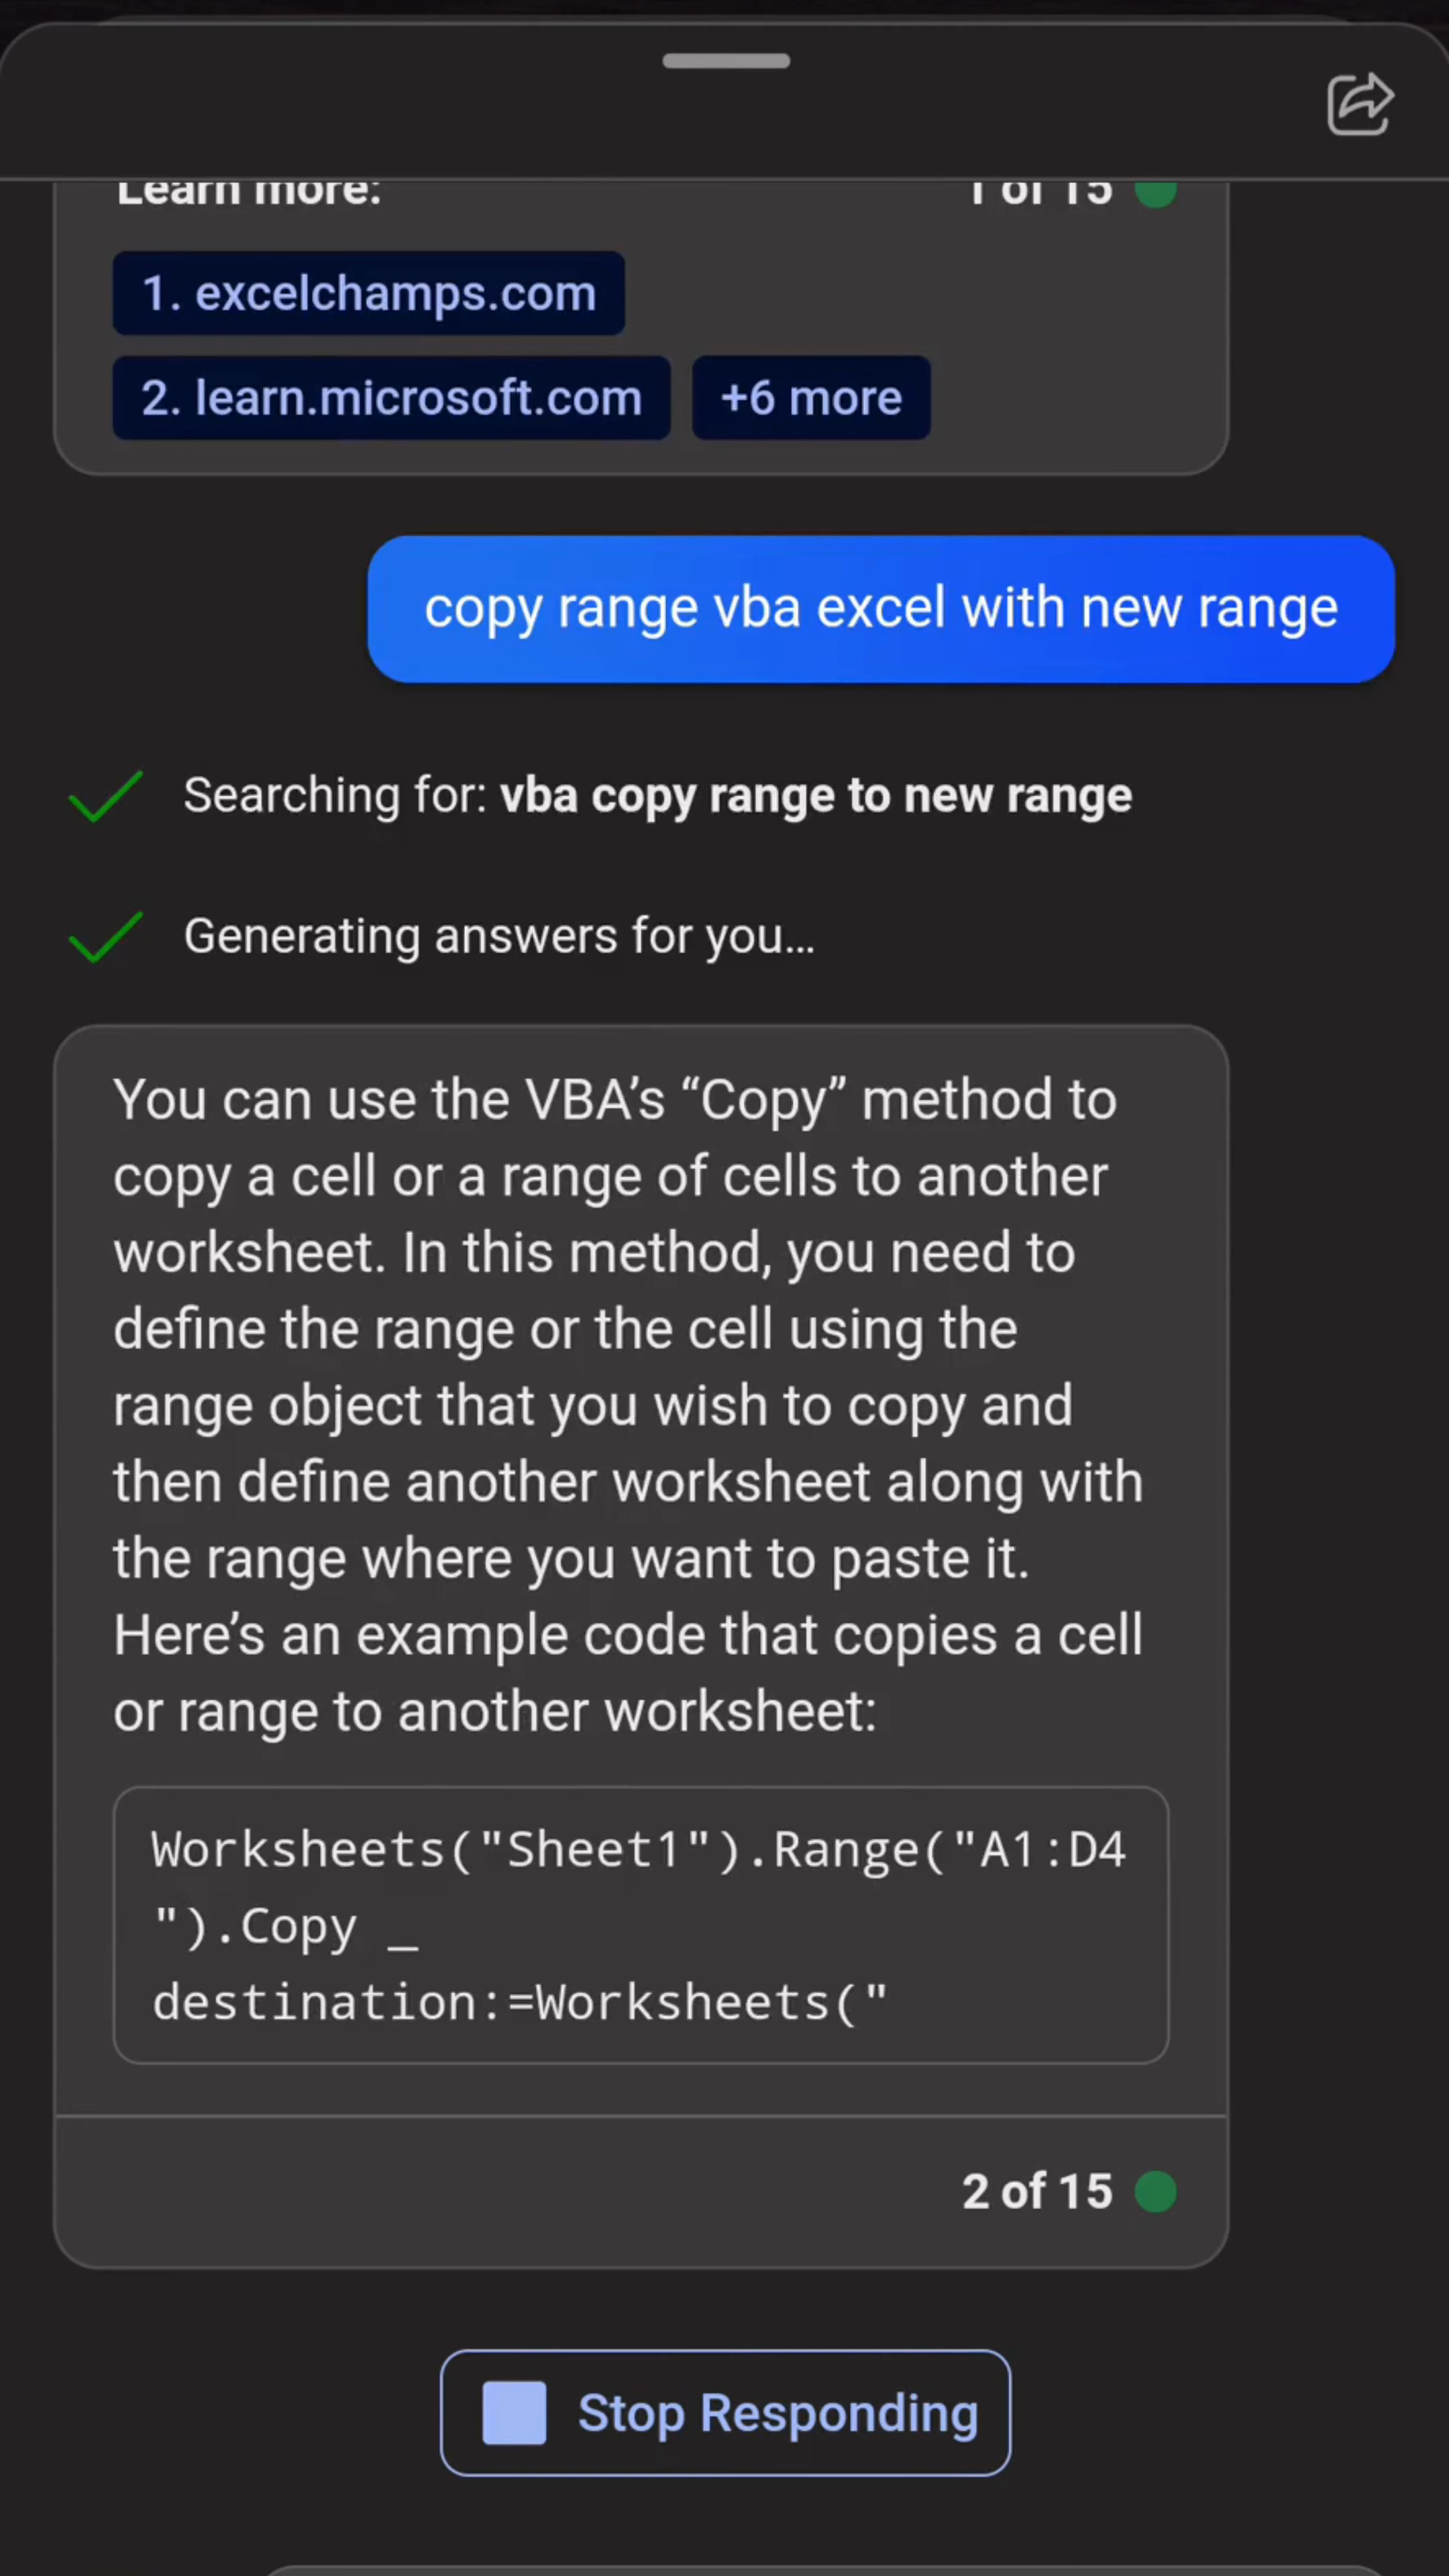 Learn more:
1 of 15
1. excelchamps.com
2. learn.microsoft.com
+6 more
copy range vba excel with new range
Searching for: vba copy range to new range
Generating answers for you…
You can use the VBA’s “Copy” method to
copy a cell or a range of cells to another
worksheet. In this method, you need to
define the range or the cell using the
range object that you wish to copy and
then define another worksheet along with
the range where you want to paste it.
Here’s an example code that copies a cell
or range to another worksheet:
Worksheets("Sheet1").Range("A1:D4
").Copy _
destination:=Worksheets("
2 of 15
Stop Responding